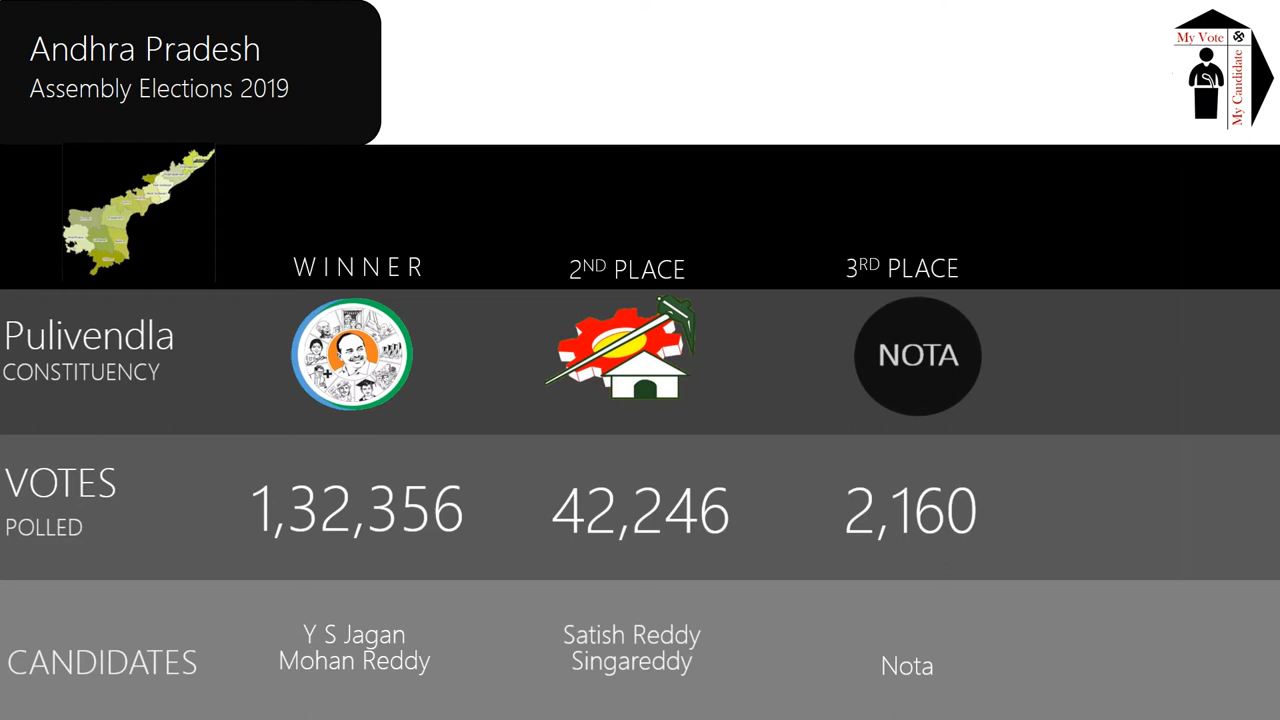 Andhra Pradesh
Assembly Elections 2019
My Vote
My Candidate
WINNER
2ND PLACE
3RD PLACE
Pulivendla
CONSTITUENCY
NOTA
VOTES
POLLED
1,32,356
42,246
2,160
CANDIDATES
Y S Jagan
Mohan Reddy
Satish Reddy
Singareddy
Nota